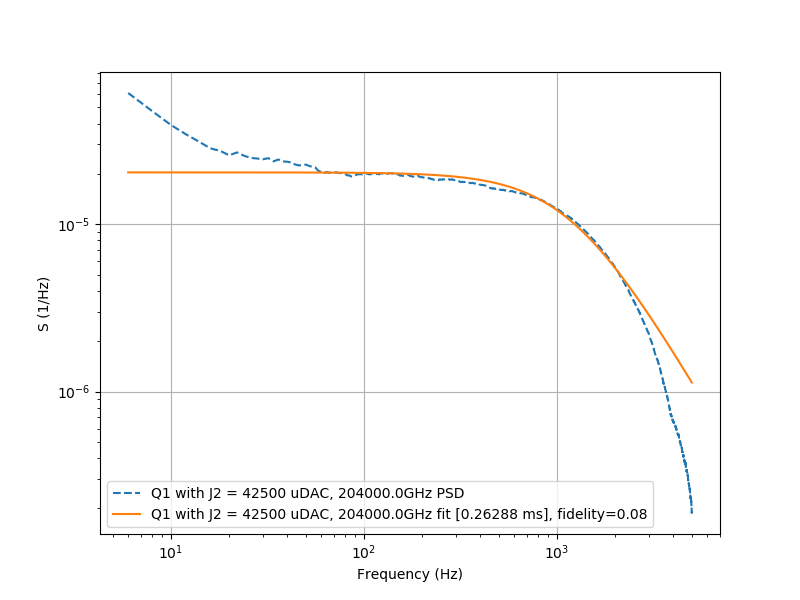 10⁻⁵
10⁻⁶
S (1/Hz)
Q1 with J2 = 42500 uDAC, 204000.0GHz PSD
Q1 with J2 = 42500 uDAC, 204000.0GHz fit [0.26288 ms], fidelity=0.08
10¹ 10² 10³
Frequency (Hz)